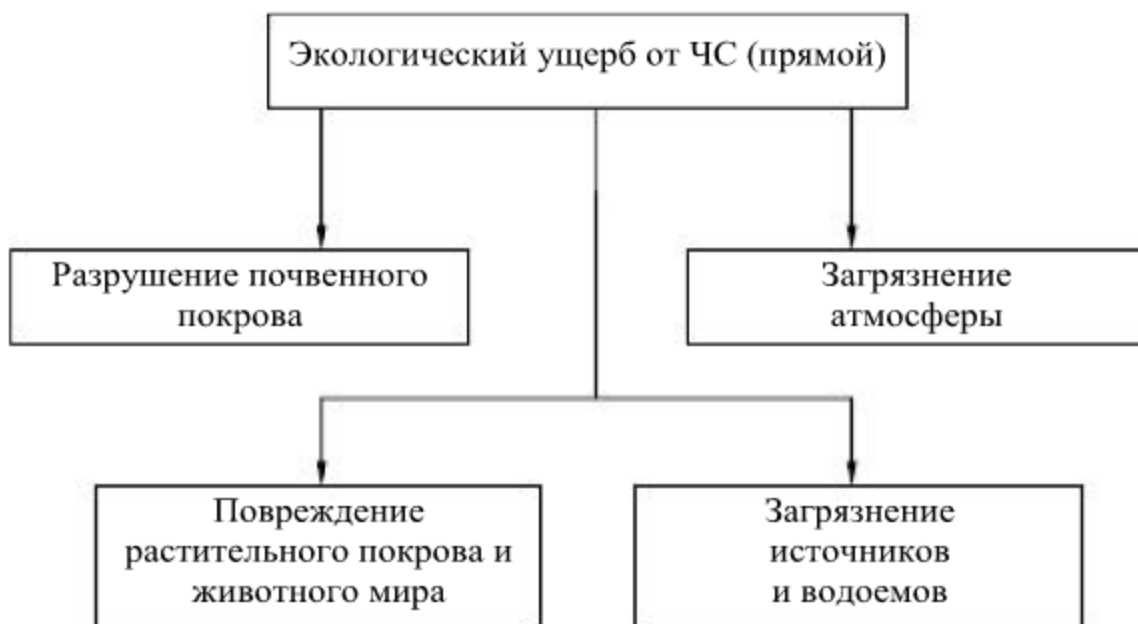 Экологический ущерб от ЧС (прямой)
Разрушение почвенного
покрова
Загрязнение
атмосферы
Повреждение
растительного покрова и
животного мира
Загрязнение
источников
и водоемов